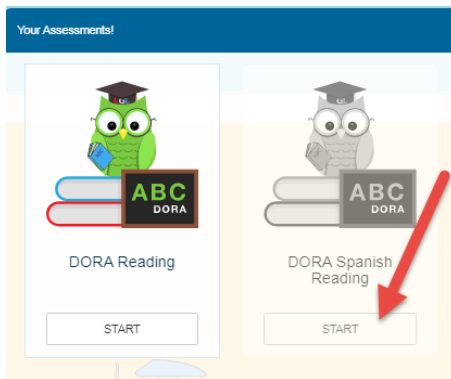 Your Assessments!
ABC
DORA
DORA Reading
START
ABC
DORA
DORA Spanish
Reading
START